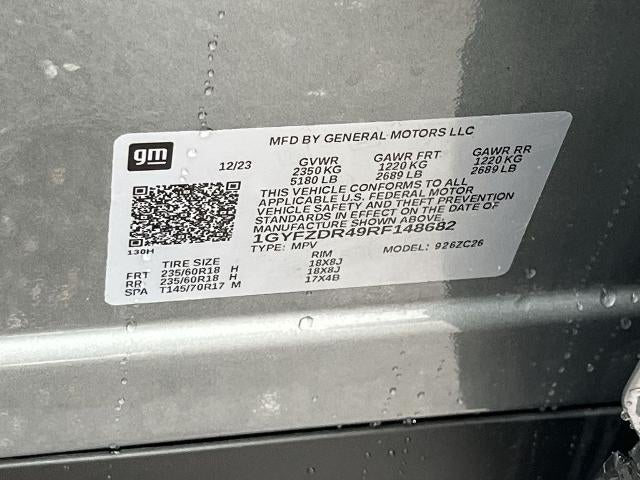 gm
MFD BY GENERAL MOTORS LLC
12/23 GVWR GAWR FRT GAWR RR
2350 KG 1220 KG 1220 KG
5180 LB 2689 LB 2689 LB
THIS VEHICLE CONFORMS TO ALL
APPLICABLE U.S. FEDERAL MOTOR
VEHICLE SAFETY AND THEFT PREVENTION
STANDARDS IN EFFECT ON THE DATE OF
MANUFACTURE SHOWN ABOVE.
1GYFZDR49RF148682
130H TYPE: MPV MODEL: 926ZC26
TIRE SIZE RIM
FRT 235/60R18 H 18X8J
RR 235/60R18 H 18X8J
SPA T145/70R17 M 17X4B